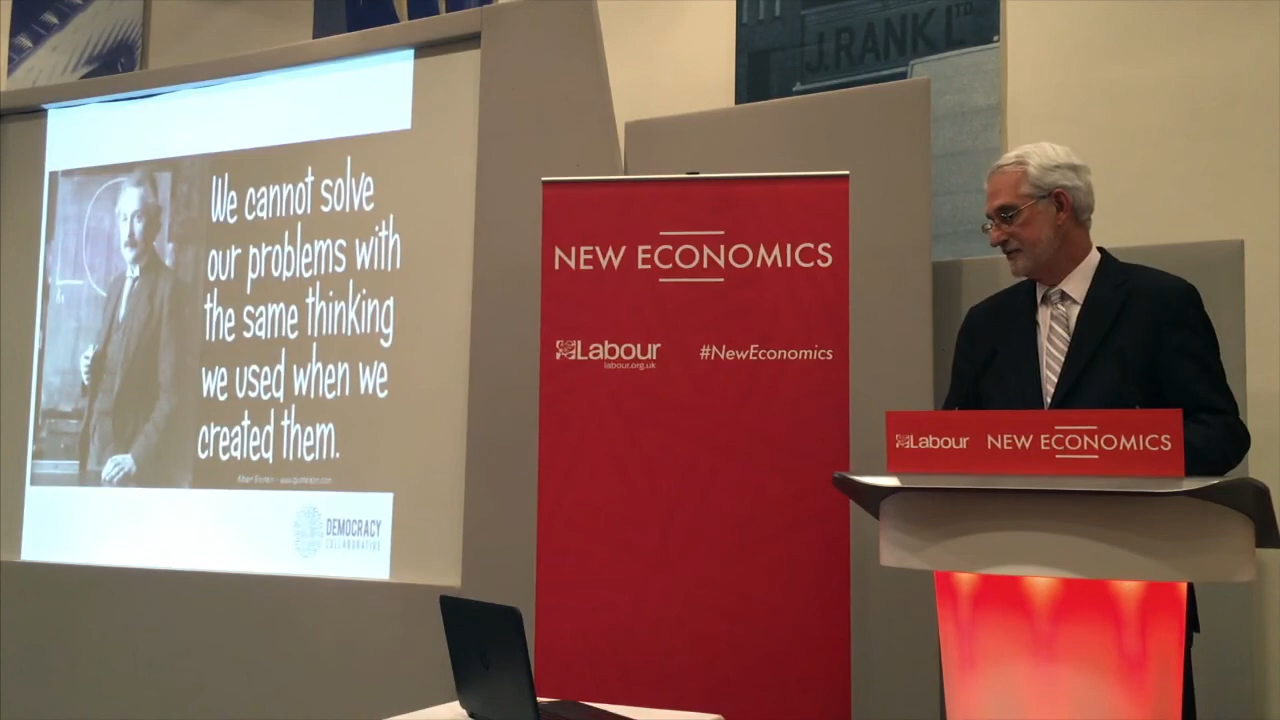 We cannot solve
our problems with
the same thinking
we used when we
created them.
DEMOCRACY
COLLABORATIVE
J. RANK LTD
NEW ECONOMICS
Labour
labour.org.uk
#NewEconomics
Labour NEW ECONOMICS